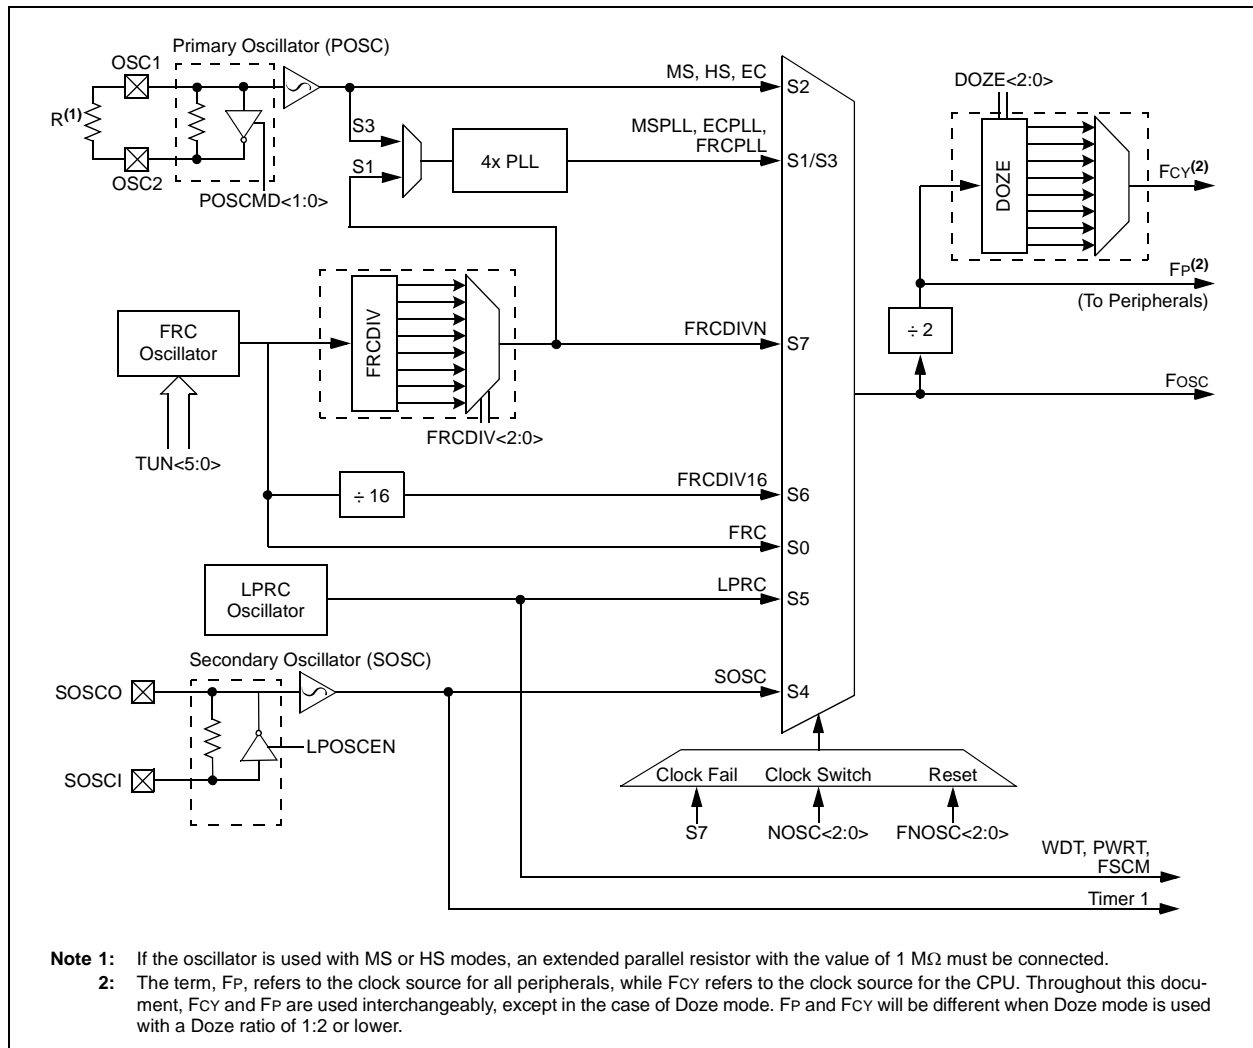 Primary Oscillator (POSC)
OSC1
R(1)
OSC2
POSCMD<1:0>
S3
S1
4x PLL
MS, HS, EC
S2
MSPLL, ECPLL,
FRCPLL
S1/S3
DOZE<2:0>
DOZE
FCY(2)
FP(2)
(To Peripherals)
÷ 2
FOSC
FRC
Oscillator
TUN<5:0>
FRCDIV
FRCDIV<2:0>
FRCDIVN
S7
÷ 16
FRCDIV16
S6
FRC
S0
LPRC
Oscillator
LPRC
S5
Secondary Oscillator (SOSC)
SOSCO
SOSCI
LPOSCEN
SOSC
S4
Clock Fail
Clock Switch
Reset
S7
NOSC<2:0>
FNOSC<2:0>
WDT, PWRT,
FSCM
Timer 1
Note 1: If the oscillator is used with MS or HS modes, an extended parallel resistor with the value of 1 MΩ must be connected.
2: The term, FP, refers to the clock source for all peripherals, while FCY refers to the clock source for the CPU. Throughout this docu-
ment, FCY and FP are used interchangeably, except in the case of Doze mode. FP and FCY will be different when Doze mode is used
with a Doze ratio of 1:2 or lower.